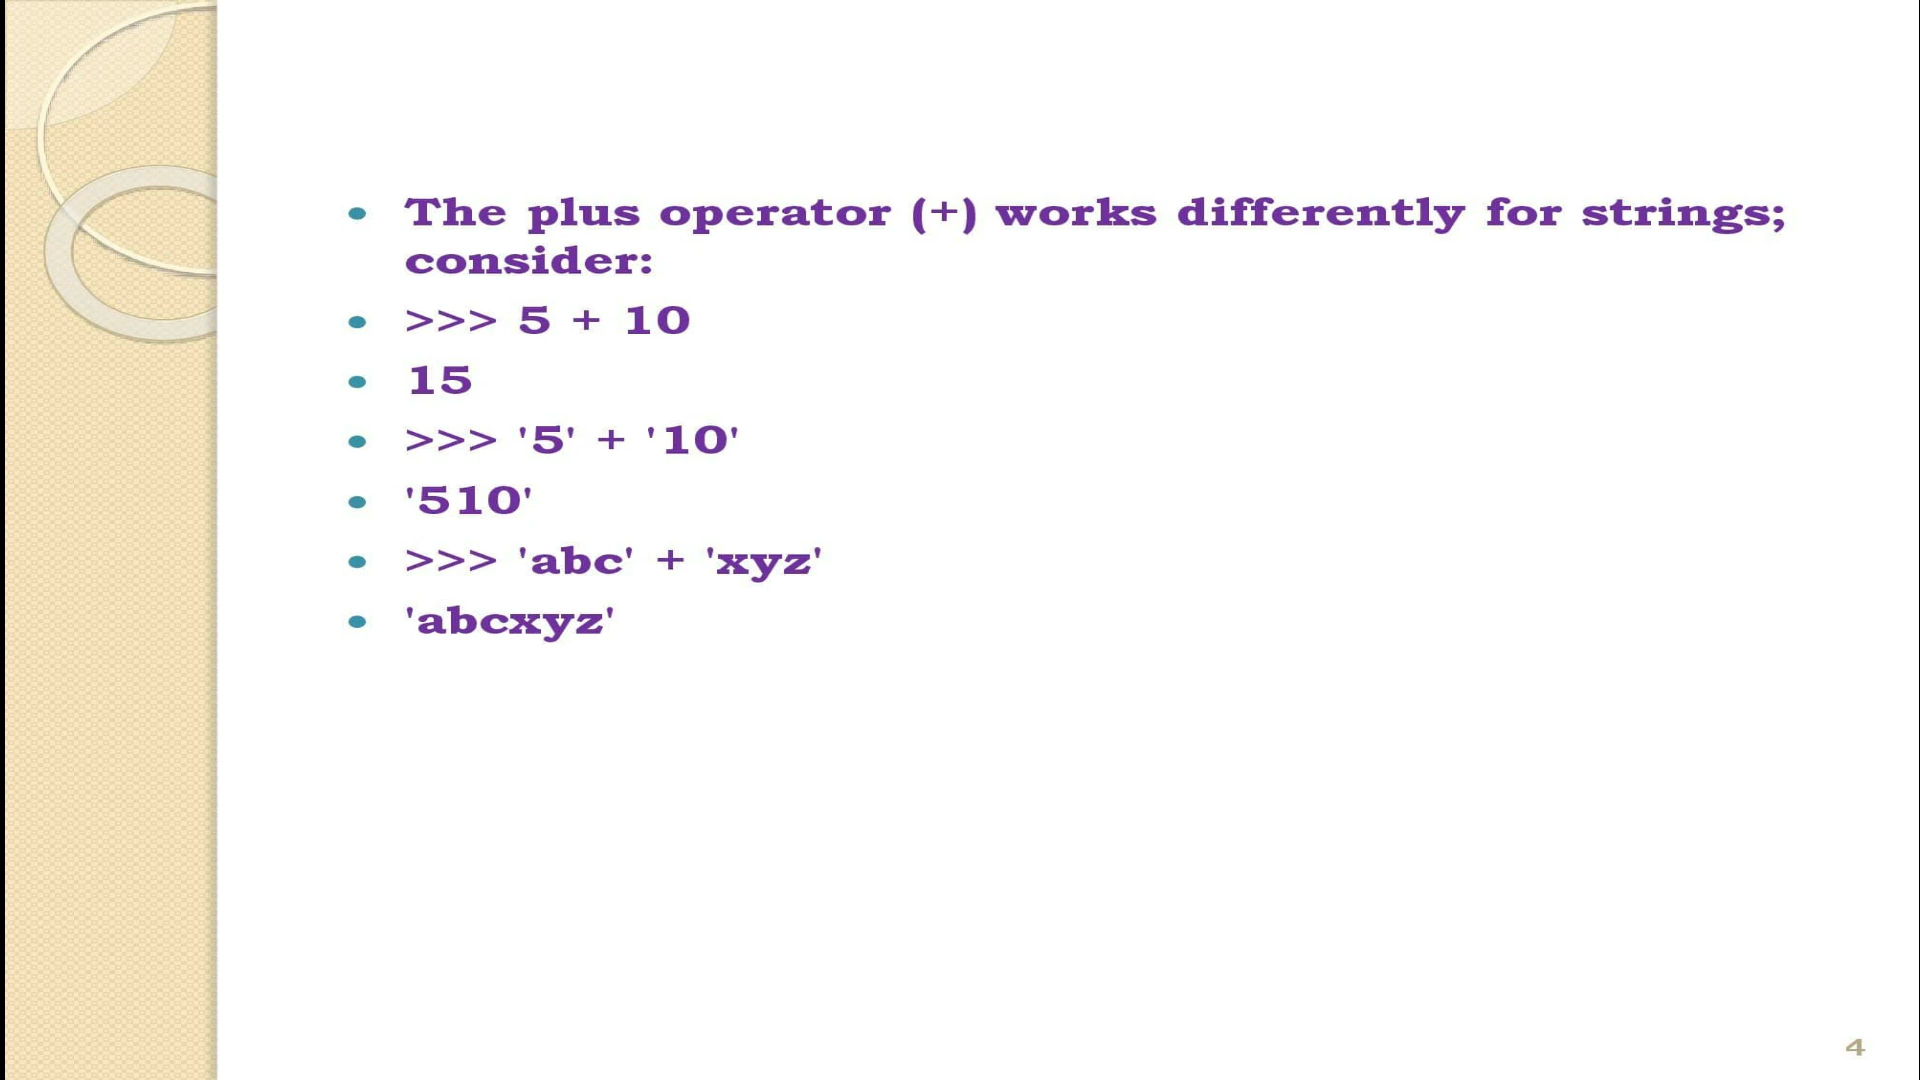 • The plus operator (+) works differently for strings;
consider:
• >>> 5 + 10
• 15
• >>> '5' + '10'
• '510'
• >>> 'abc' + 'xyz'
• 'abcxyz'
4